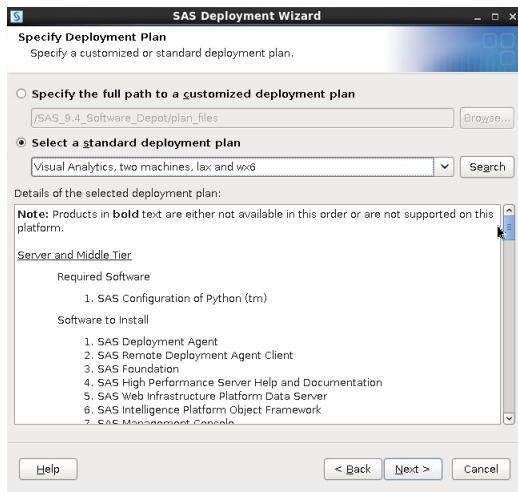 SAS Deployment Wizard
Specify Deployment Plan
Specify a customized or standard deployment plan.
Specify the full path to a customized deployment plan
/SAS_9.4_Software_Depot/plan_files
Browse...
Select a standard deployment plan
Visual Analytics, two machines, lax and wx6
Search
Details of the selected deployment plan:
Note: Products in bold text are either not available in this order or are not supported on this
platform.
Server and Middle Tier
Required Software
1. SAS Configuration of Python (tm)
Software to Install
1. SAS Deployment Agent
2. SAS Remote Deployment Agent Client
3. SAS Foundation
4. SAS High Performance Server Help and Documentation
5. SAS Web Infrastructure Platform Data Server
6. SAS Intelligence Platform Object Framework
7. SAS Management Console
Help
< Back
Next >
Cancel